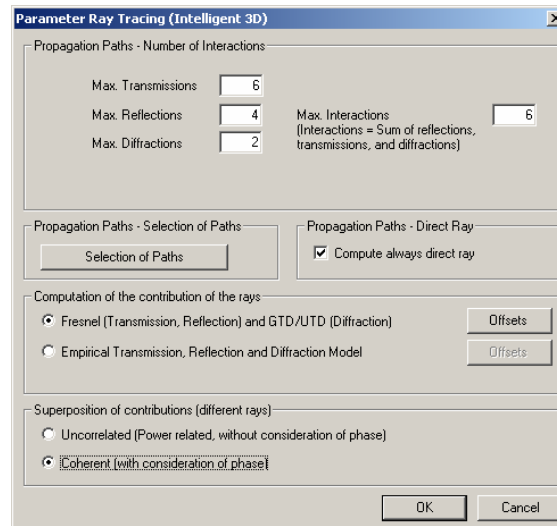 Parameter Ray Tracing (Intelligent 3D)
Propagation Paths - Number of Interactions
Max. Transmissions 6
Max. Reflections 4
Max. Diffractions 2
Max. Interactions 6
(Interactions = Sum of reflections,
transmissions, and diffractions)
Propagation Paths - Selection of Paths
Selection of Paths
Propagation Paths - Direct Ray
Compute always direct ray
Computation of the contribution of the rays
Fresnel (Transmission, Reflection) and GTD/UTD (Diffraction)
Offsets
Empirical Transmission, Reflection and Diffraction Model
Offsets
Superposition of contributions (different rays)
Uncorrelated (Power related, without consideration of phase)
Coherent (with consideration of phase)
OK
Cancel